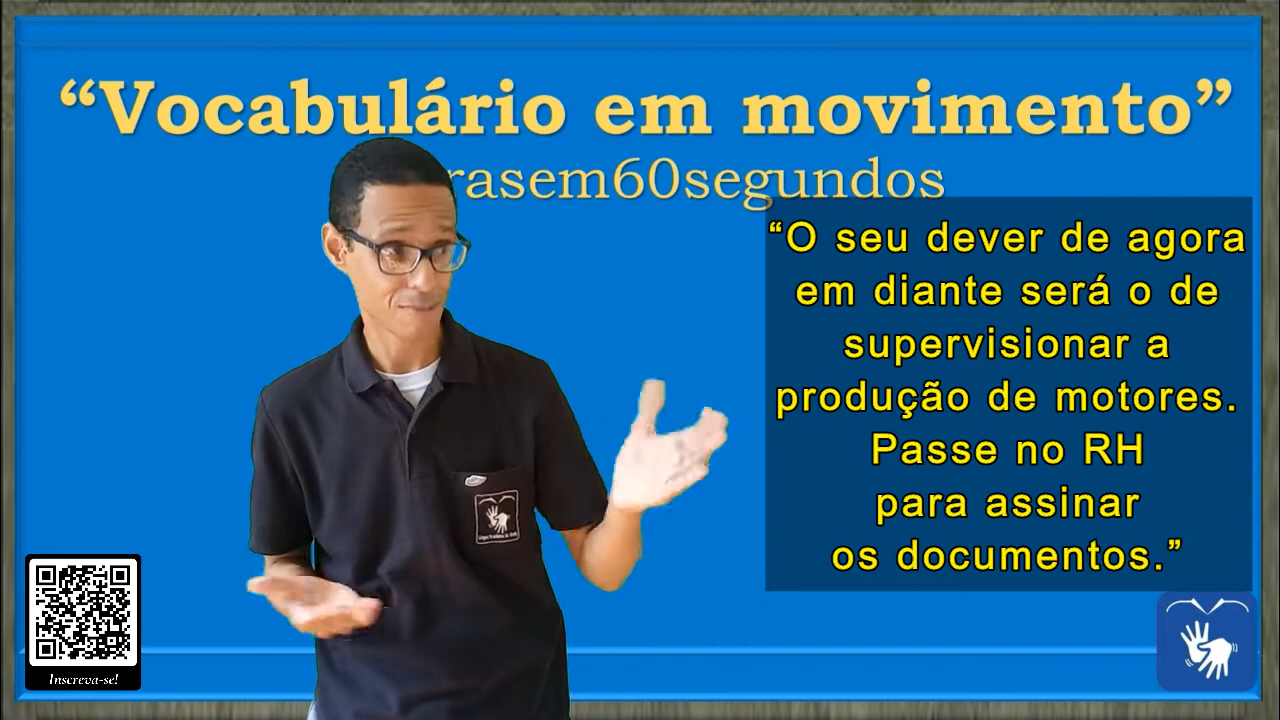 “Vocabulário em movimento”
rasem60segundos
“O seu dever de agora
em diante será o de
supervisionar a
produção de motores.
Passe no RH
para assinar
os documentos.”
Inscreva-se!